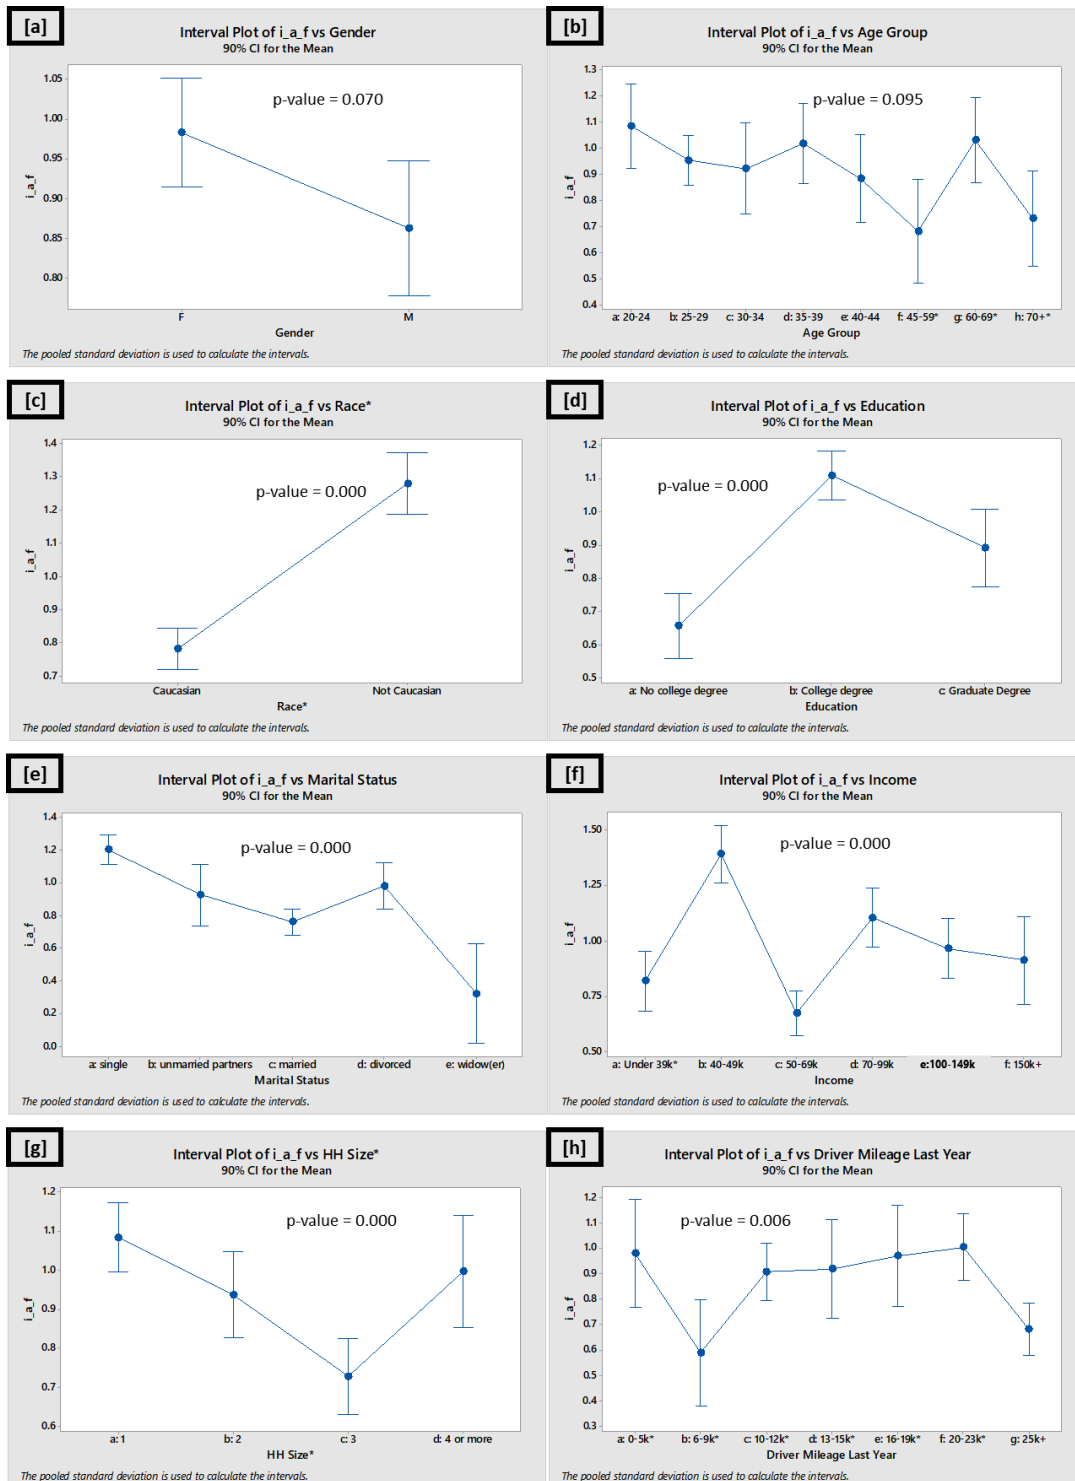 [a]
Interval Plot of i_a_f vs Gender
90% CI for the Mean
p-value = 0.070
1.05
1.00
0.95
0.90
0.85
0.80
i_a_f
F M
Gender
The pooled standard deviation is used to calculate the intervals.
[b]
Interval Plot of i_a_f vs Age Group
90% CI for the Mean
p-value = 0.095
1.3
1.2
1.1
1.0
0.9
0.8
0.7
0.6
0.5
0.4
i_a_f
a: 20-24 b: 25-29 c: 30-34 d: 35-39 e: 40-44 f: 45-59* g: 60-69* h: 70+*
Age Group
The pooled standard deviation is used to calculate the intervals.
[c]
Interval Plot of i_a_f vs Race*
90% CI for the Mean
p-value = 0.000
1.4
1.3
1.2
1.1
1.0
0.9
0.8
0.7
i_a_f
Caucasian Not Caucasian
Race*
The pooled standard deviation is used to calculate the intervals.
[d]
Interval Plot of i_a_f vs Education
90% CI for the Mean
p-value = 0.000
1.2
1.1
1.0
0.9
0.8
0.7
0.6
0.5
i_a_f
a: No college degree b: College degree c: Graduate Degree
Education
The pooled standard deviation is used to calculate the intervals.
[e]
Interval Plot of i_a_f vs Marital Status
90% CI for the Mean
p-value = 0.000
1.4
1.2
1.0
0.8
0.6
0.4
0.2
0.0
i_a_f
a: single b: unmarried partners c: married d: divorced e: widow(er)
Marital Status
The pooled standard deviation is used to calculate the intervals.
[f]
Interval Plot of i_a_f vs Income
90% CI for the Mean
p-value = 0.000
1.50
1.25
1.00
0.75
0.50
i_a_f
a: Under 39k* b: 40-49k c: 50-69k d: 70-99k e:100-149k f: 150k+
Income
The pooled standard deviation is used to calculate the intervals.
[g]
Interval Plot of i_a_f vs HH Size*
90% CI for the Mean
p-value = 0.000
1.2
1.1
1.0
0.9
0.8
0.7
0.6
i_a_f
a: 1 b: 2 c: 3 d: 4 or more
HH Size*
The pooled standard deviation is used to calculate the intervals.
[h]
Interval Plot of i_a_f vs Driver Mileage Last Year
90% CI for the Mean
p-value = 0.006
1.2
1.1
1.0
0.9
0.8
0.7
0.6
0.5
0.4
0.3
i_a_f
a: 0-5k* b: 6-9k* c: 10-12k* d: 13-15k* e: 16-19k* f: 20-23k* g: 25k+
Driver Mileage Last Year
The pooled standard deviation is used to calculate the intervals.